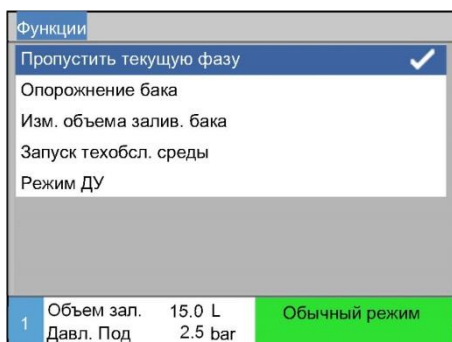 Функции
Пропустить текущую фазу
Опорожнение бака
Изм. объема залив. бака
Запуск техобсл. среды
Режим ДУ
1 Объем зал. 15.0 L Обычный режим
Давл. Под 2.5 bar